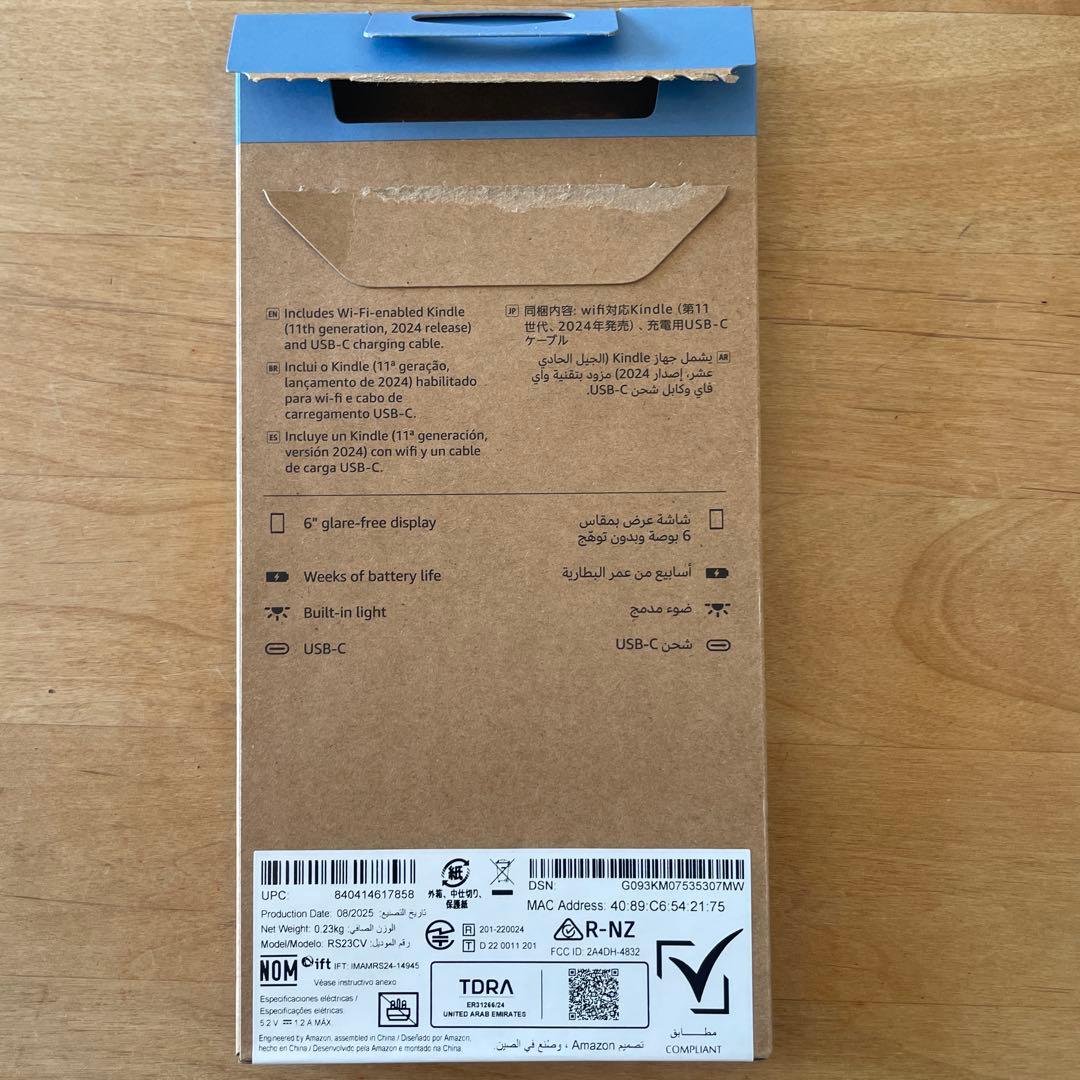 EN Includes Wi-Fi-enabled Kindle
(11th generation, 2024 release)
and USB-C charging cable.
BR Inclui o Kindle (11ª geração,
lançamento de 2024) habilitado
para wi-fi e cabo de
carregamento USB-C.
ES Incluye un Kindle (11ª generación,
versión 2024) con wifi y un cable
de carga USB-C.
JP 同梱内容: wifi対応Kindle（第11
世代、2024年発売）、充電用USB-C
ケーブル
AR يشمل جهاز Kindle (الجيل الحادي
عشر، إصدار 2024) مزود بتقنية واي
فاي وكابل شحن USB-C.
6" glare-free display
Weeks of battery life
Built-in light
USB-C
شاشة عرض بمقاس
6 بوصة وبدون توهّج
أسابيع من عمر البطارية
ضوء مدمج
شحن USB-C
UPC: 840414617858
Production Date: 08/2025 تاريخ التصنيع:
Net Weight: 0.23kg الوزن الصافي:
Model/Modelo: RS23CV رقم الموديل:
紙
外箱、中仕切り、
保護紙
DSN: G093KM07535307MW
MAC Address: 40:89:C6:54:21:75
R 201-220024
T D 22 0011 201
R-NZ
FCC ID: 2A4DH-4832
NOM ift IFT: IMAMRS24-14945
Véase instructivo anexo
Especificaciones eléctricas /
Especificações elétricas:
5.2 V 1.2 A MÁX.
TDRA
ER31266/24
UNITED ARAB EMIRATES
Engineered by Amazon, assembled in China / Diseñado por Amazon,
hecho en China / Desenvolvido pela Amazon e montado na China.
تصميم Amazon ، وصُنع في الصين.
مطابق
COMPLIANT